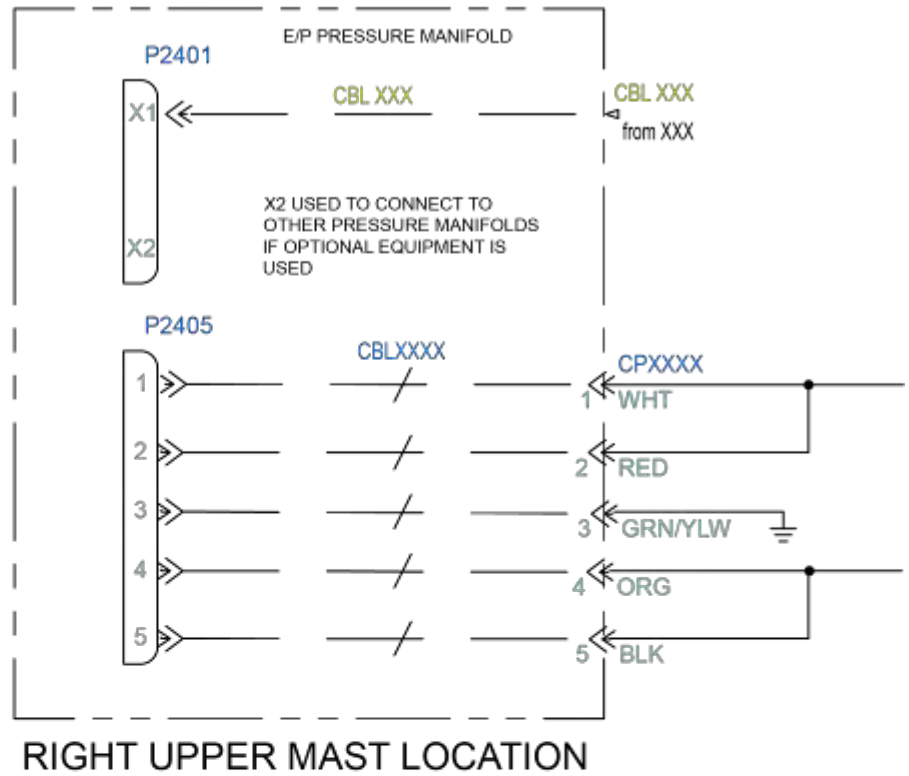 E/P PRESSURE MANIFOLD
P2401
X1
CBL XXX
CBL XXX
from XXX
X2 USED TO CONNECT TO
OTHER PRESSURE MANIFOLDS
IF OPTIONAL EQUIPMENT IS
USED
X2
P2405
CBLXXXX
CPXXXX
1
1 WHT
2
2 RED
3
3 GRN/YLW
4
4 ORG
5
5 BLK
RIGHT UPPER MAST LOCATION